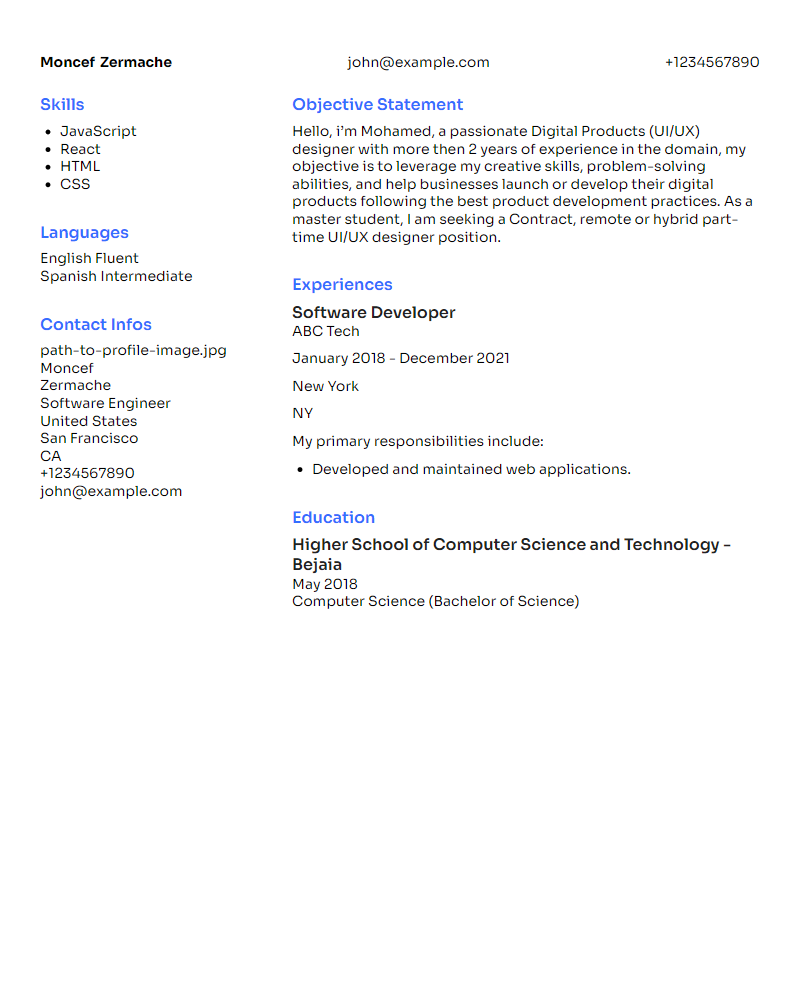 Moncef Zermache
john@example.com
+1234567890
Skills
• JavaScript
• React
• HTML
• CSS
Languages
English Fluent
Spanish Intermediate
Contact Infos
path-to-profile-image.jpg
Moncef
Zermache
Software Engineer
United States
San Francisco
CA
+1234567890
john@example.com
Objective Statement
Hello, i'm Mohamed, a passionate Digital Products (UI/UX)
designer with more then 2 years of experience in the domain, my
objective is to leverage my creative skills, problem-solving
abilities, and help businesses launch or develop their digital
products following the best product development practices. As a
master student, I am seeking a Contract, remote or hybrid part-
time UI/UX designer position.
Experiences
Software Developer
ABC Tech
January 2018 - December 2021
New York
NY
My primary responsibilities include:
• Developed and maintained web applications.
Education
Higher School of Computer Science and Technology -
Bejaia
May 2018
Computer Science (Bachelor of Science)